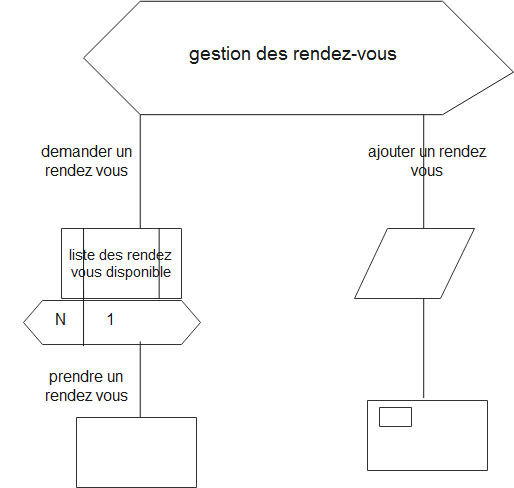 gestion des rendez-vous
demander un
rendez vous
ajouter un rendez
vous
liste des rendez
vous disponible
N 1
prendre un
rendez vous